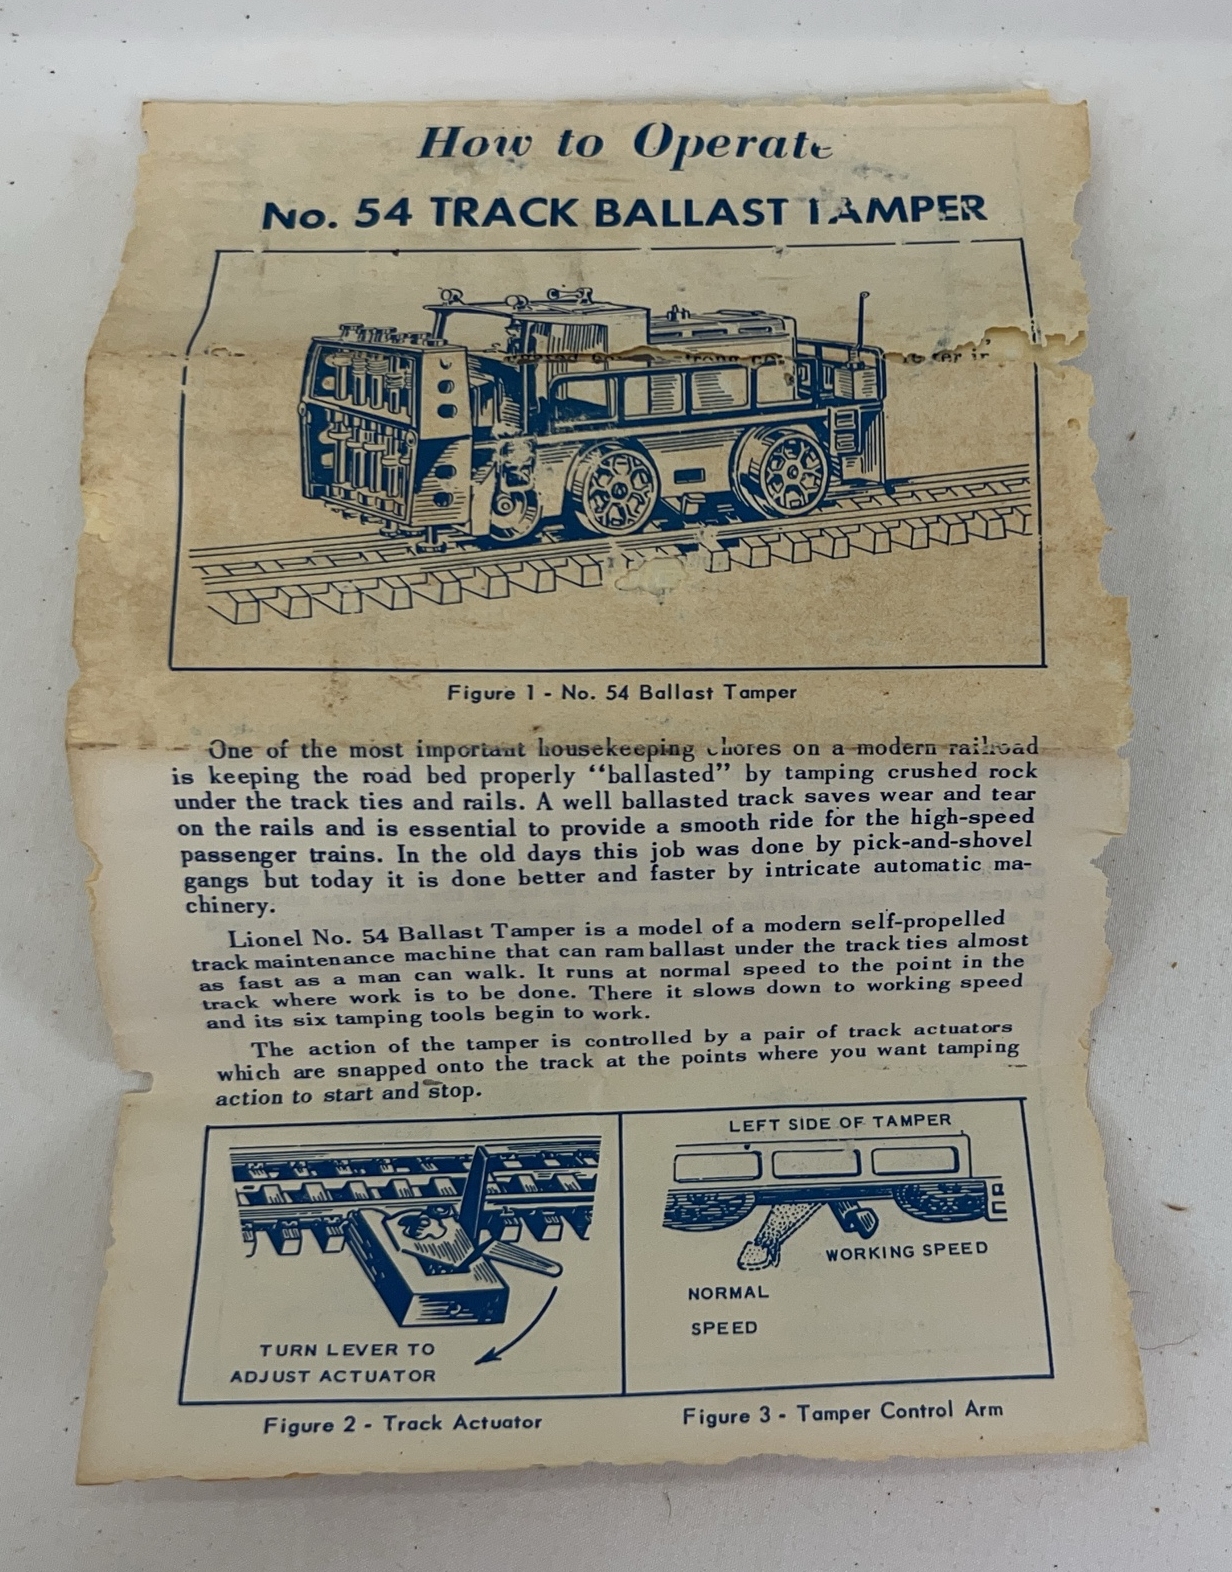 How to Operate
No. 54 TRACK BALLAST TAMPER
Figure 1 - No. 54 Ballast Tamper
One of the most important housekeeping chores on a modern railroad
is keeping the road bed properly “ballasted” by tamping crushed rock
under the track ties and rails. A well ballasted track saves wear and tear
on the rails and is essential to provide a smooth ride for the high-speed
passenger trains. In the old days this job was done by pick-and-shovel
gangs but today it is done better and faster by intricate automatic ma-
chinery.
Lionel No. 54 Ballast Tamper is a model of a modern self-propelled
track maintenance machine that can ram ballast under the track ties almost
as fast as a man can walk. It runs at normal speed to the point in the
track where work is to be done. There it slows down to working speed
and its six tamping tools begin to work.
The action of the tamper is controlled by a pair of track actuators
which are snapped onto the track at the points where you want tamping
action to start and stop.
TURN LEVER TO
ADJUST ACTUATOR
Figure 2 - Track Actuator
LEFT SIDE OF TAMPER
WORKING SPEED
NORMAL
SPEED
Figure 3 - Tamper Control Arm